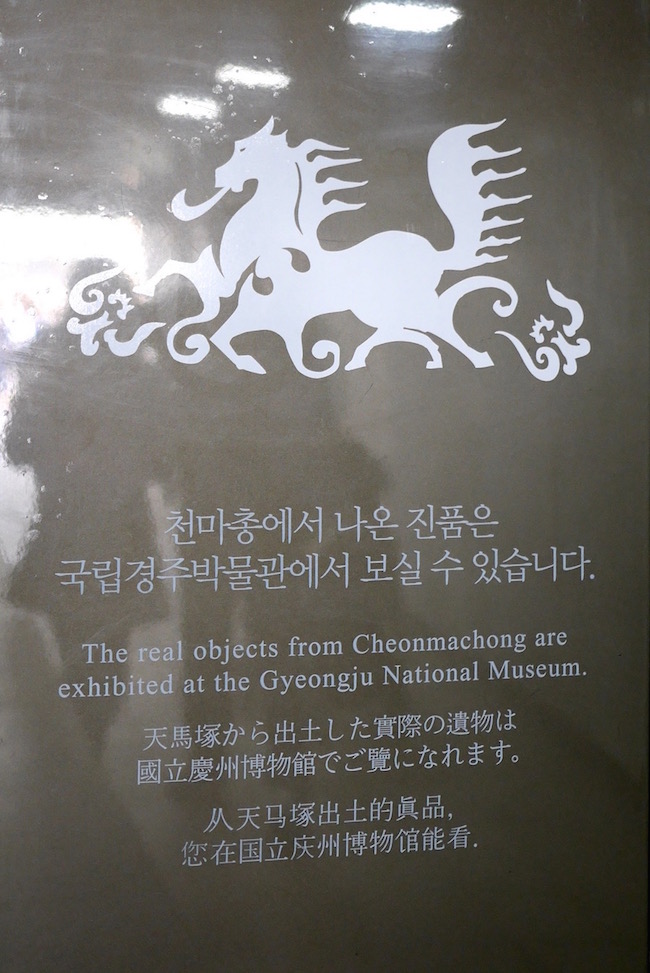 천마총에서 나온 진품은
국립경주박물관에서 보실 수 있습니다.
The real objects from Cheonmachong are
exhibited at the Gyeongju National Museum.
天馬塚から出土した實際の遺物は
國立慶州博物館でご覽になれます。
从天马塚出土的眞品,
您在国立庆州博物馆能看.